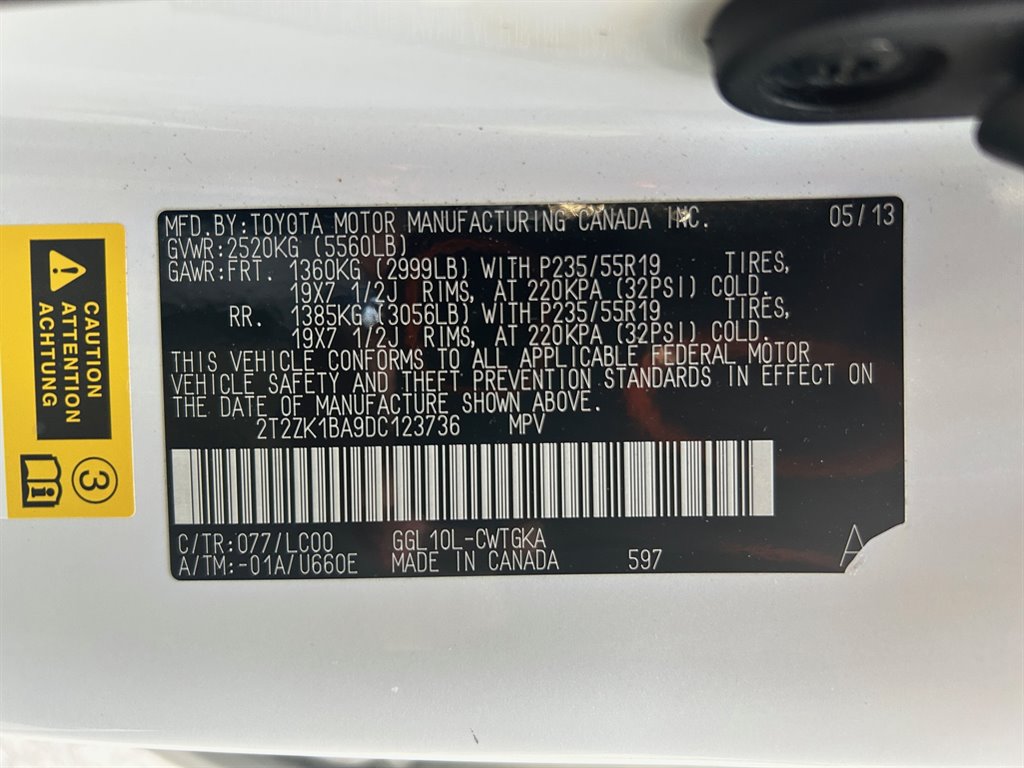 MFD.BY:TOYOTA MOTOR MANUFACTURING CANADA INC. 05/13
GVWR:2520KG (5560LB)
GAWR:FRT. 1360KG (2999LB) WITH P235/55R19 TIRES,
19X7 1/2J RIMS, AT 220KPA (32PSI) COLD.
RR. 1385KG (3056LB) WITH P235/55R19 TIRES,
19X7 1/2J RIMS, AT 220KPA (32PSI) COLD.
THIS VEHICLE CONFORMS TO ALL APPLICABLE FEDERAL MOTOR
VEHICLE SAFETY AND THEFT PREVENTION STANDARDS IN EFFECT ON
THE DATE OF MANUFACTURE SHOWN ABOVE.
2T2ZK1BA9DC123736 MPV
C/TR:077/LC00 GGL10L-CWTGKA
A/TM:-01A/U660E MADE IN CANADA 597 A
CAUTION
ATTENTION
ACHTUNG
3